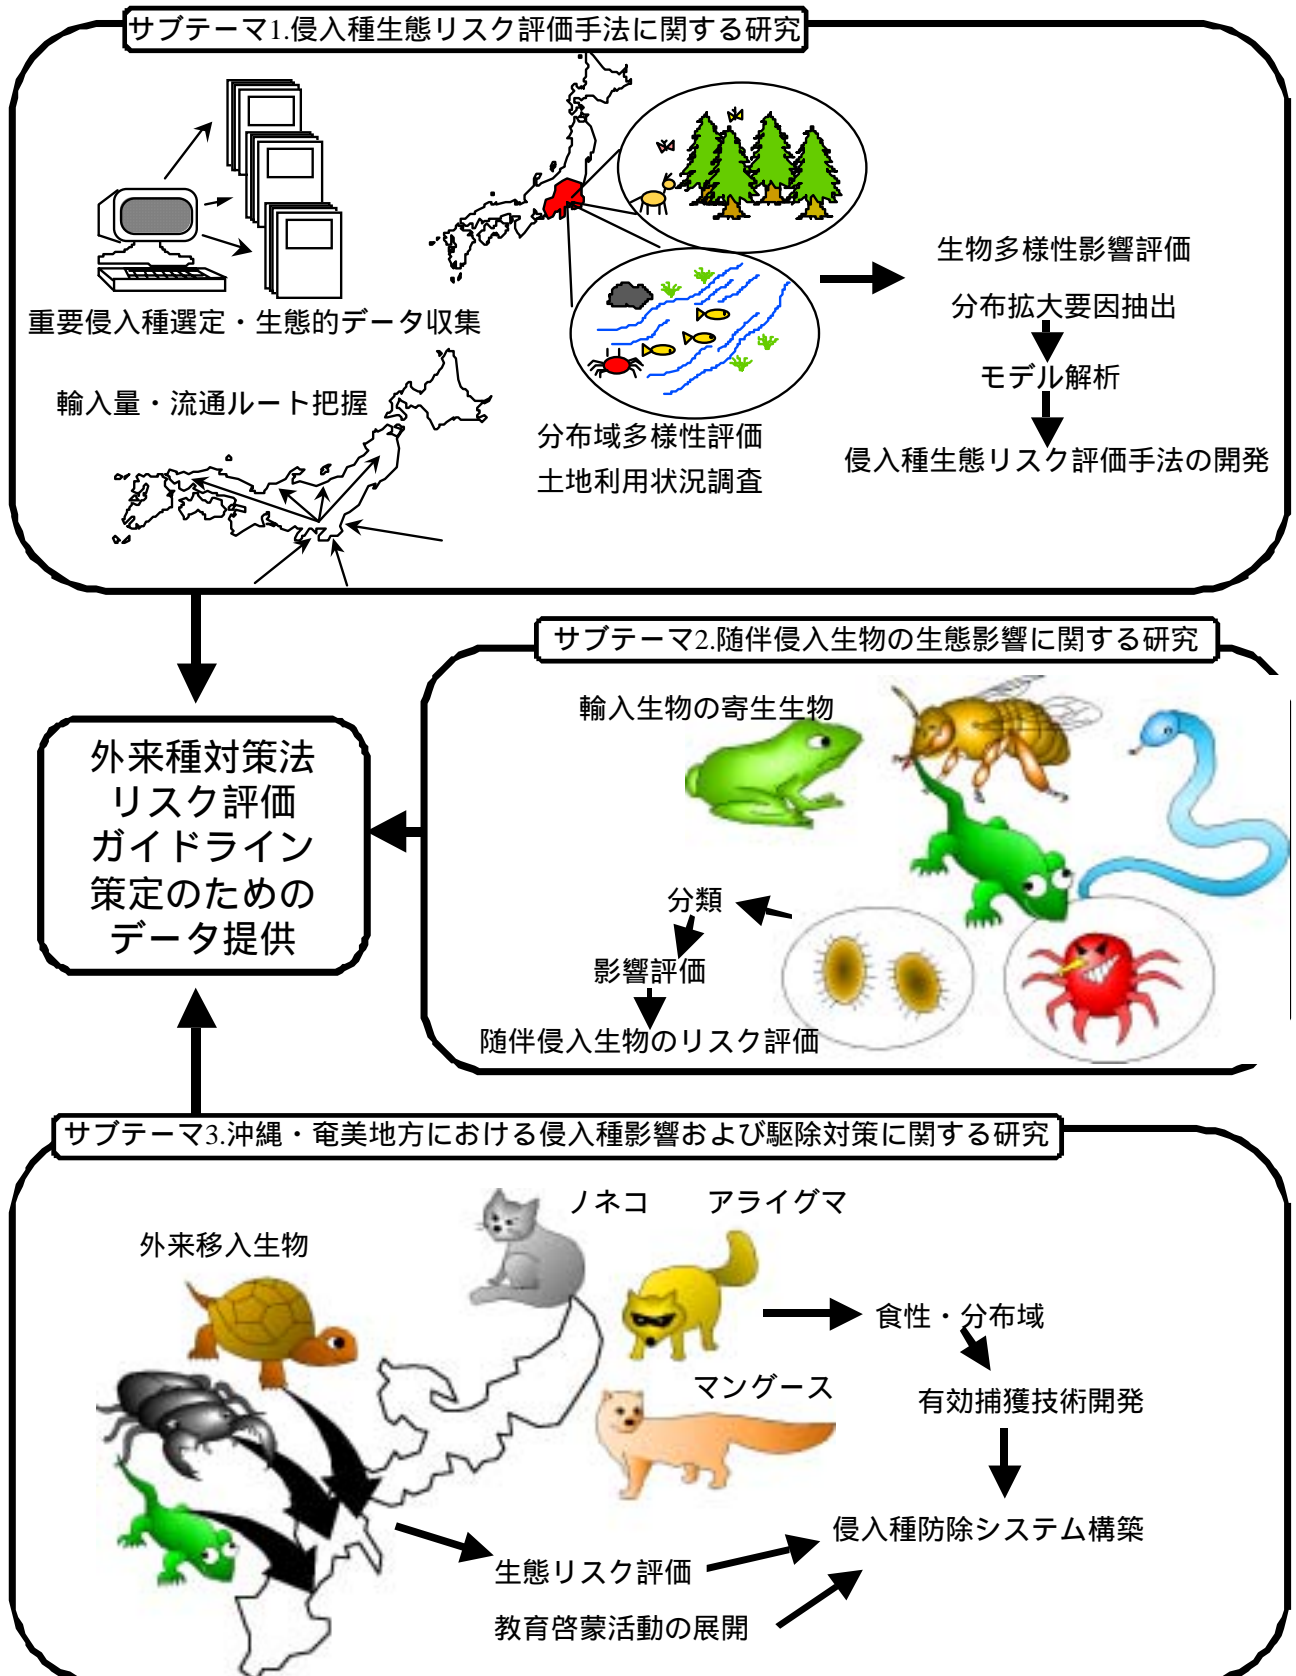 サブテーマ1.侵入種生態リスク評価手法に関する研究
重要侵入種選定・生態的データ収集
輸入量・流通ルート把握
分布域多様性評価
土地利用状況調査
生物多様性影響評価
分布拡大要因抽出
モデル解析
侵入種生態リスク評価手法の開発
サブテーマ2.随伴侵入生物の生態影響に関する研究
輸入生物の寄生生物
分類
影響評価
随伴侵入生物のリスク評価
外来種対策法
リスク評価
ガイドライン
策定のための
データ提供
サブテーマ3.沖縄・奄美地方における侵入種影響および駆除対策に関する研究
外来移入生物
ノネコ
アライグマ
マングース
食性・分布域
有効捕獲技術開発
侵入種防除システム構築
生態リスク評価
教育啓蒙活動の展開